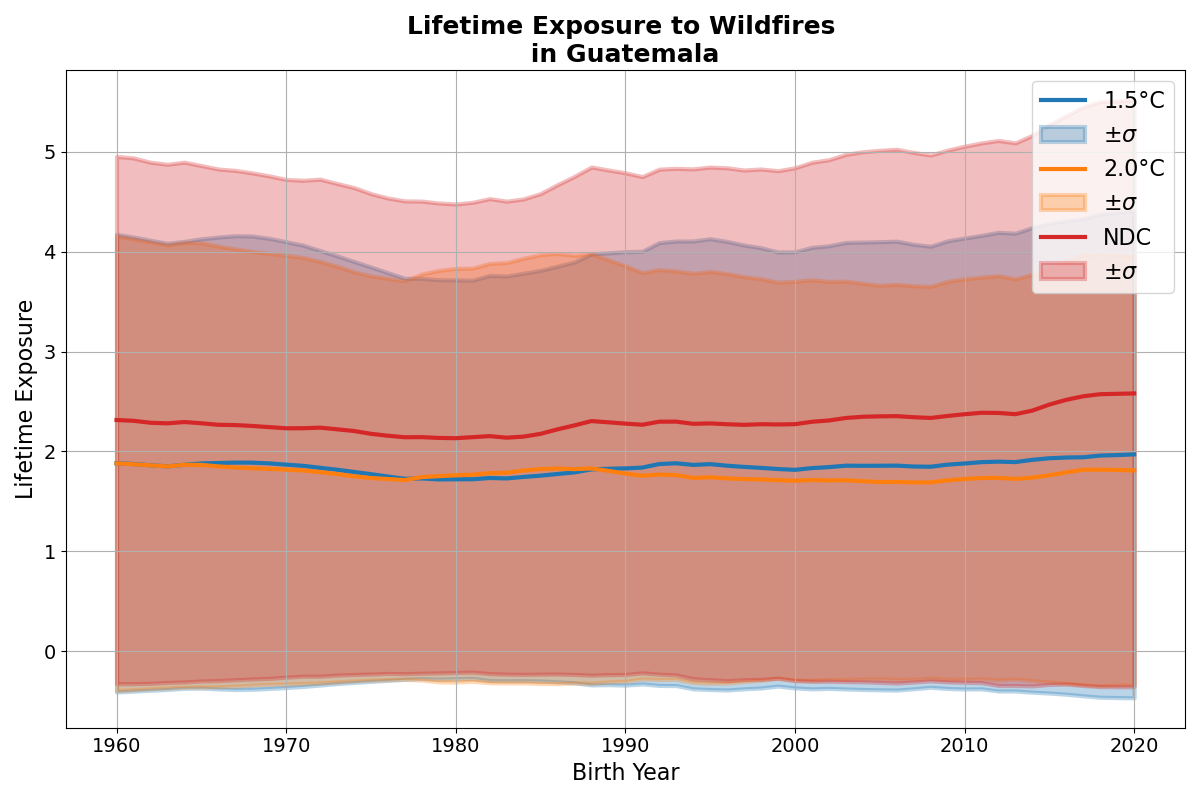 Lifetime Exposure to Wildfires
in Guatemala
Lifetime Exposure
5
4
3
2
1
0
1960 1970 1980 1990 2000 2010 2020
Birth Year
1.5°C
±σ
2.0°C
±σ
NDC
±σ